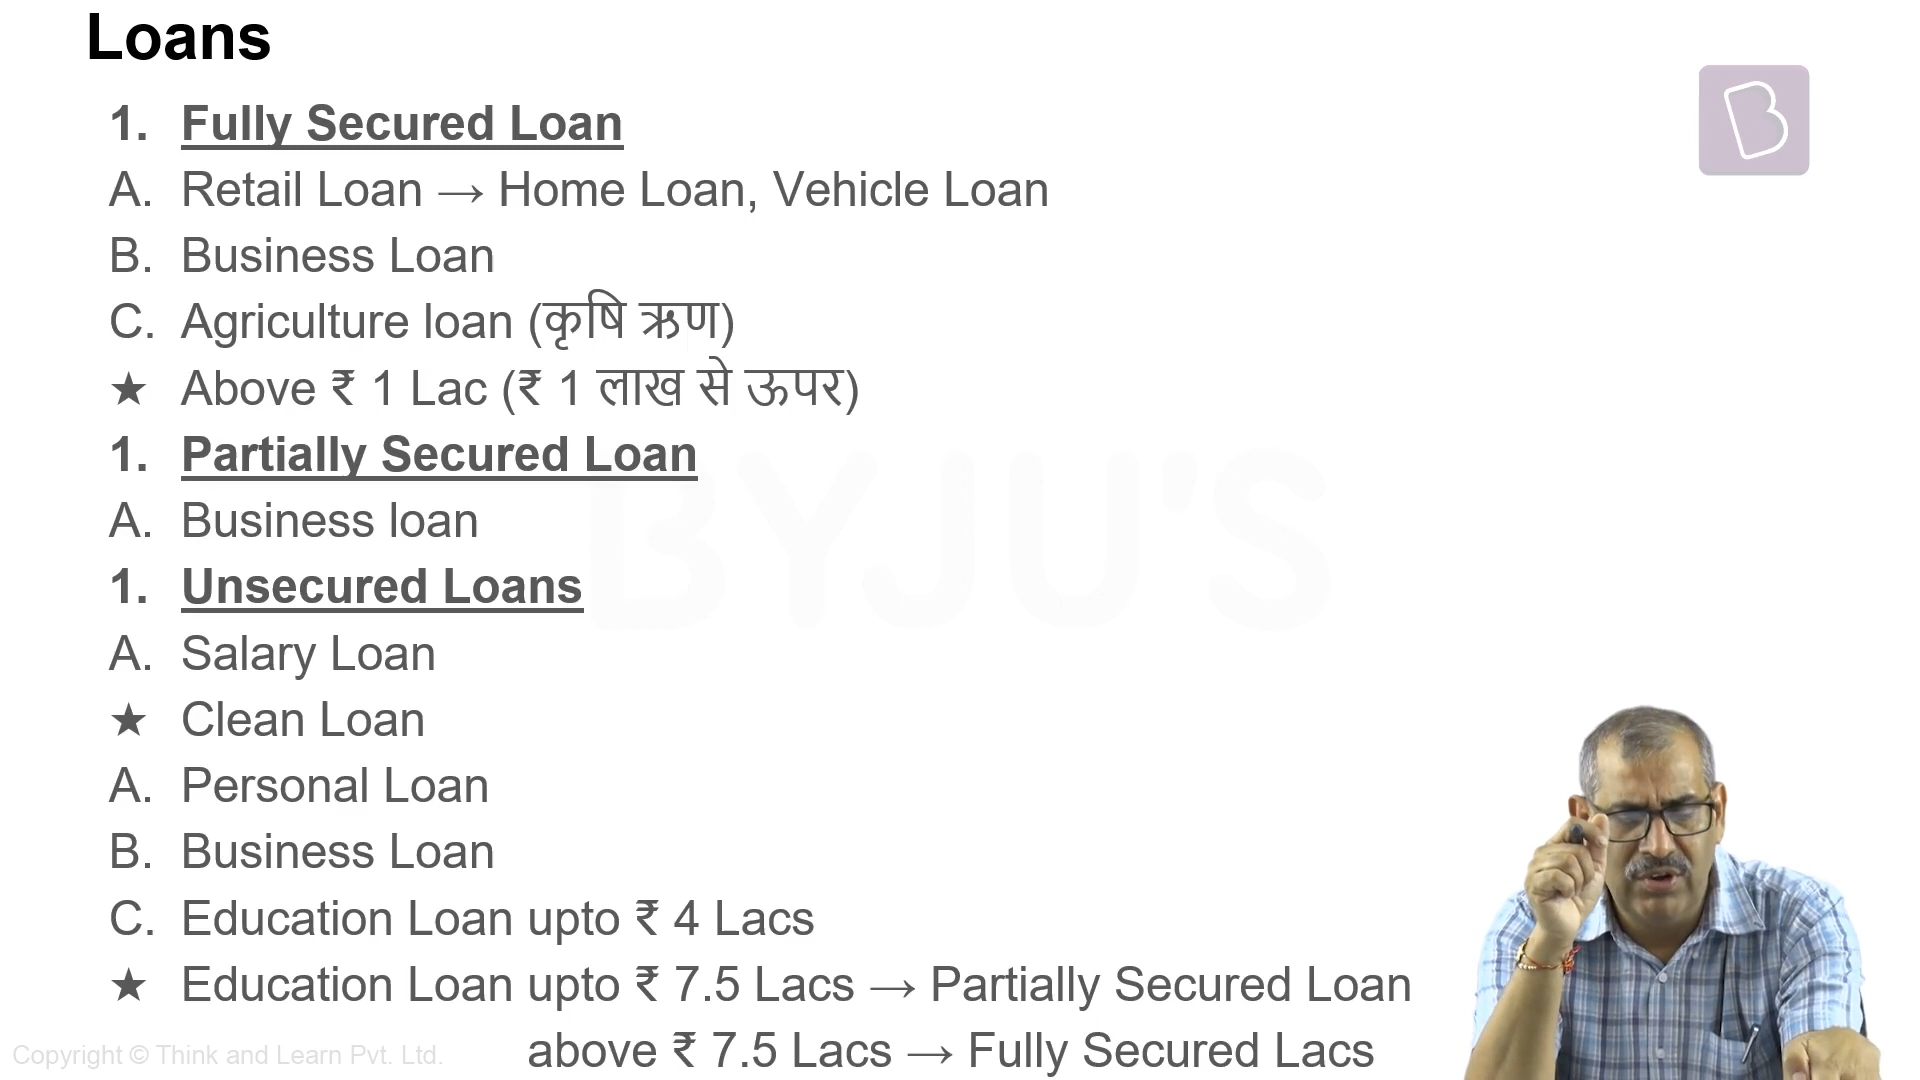 Loans
1. Fully Secured Loan
A. Retail Loan → Home Loan, Vehicle Loan
B. Business Loan
C. Agriculture loan (कृषि ऋण)
★ Above ₹ 1 Lac (₹ 1 लाख से ऊपर)
1. Partially Secured Loan
A. Business loan
1. Unsecured Loans
A. Salary Loan
★ Clean Loan
A. Personal Loan
B. Business Loan
C. Education Loan upto ₹ 4 Lacs
★ Education Loan upto ₹ 7.5 Lacs → Partially Secured Loan
above ₹ 7.5 Lacs → Fully Secured Lacs
BYJU'S
B
Copyright © Think and Learn Pvt. Ltd.